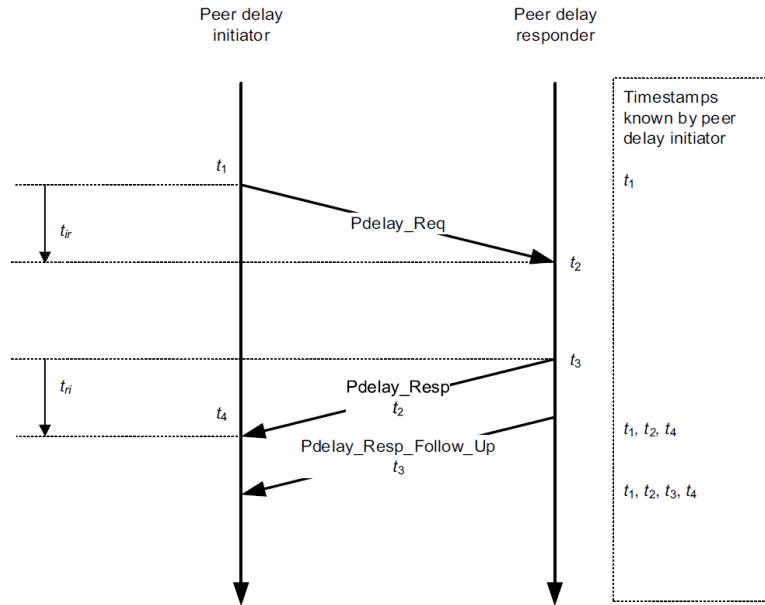 Peer delay
initiator
Peer delay
responder
Timestamps
known by peer
delay initiator
t1
t1
tir
Pdelay_Req
t2
t3
tri
Pdelay_Resp
t2
t4
t1, t2, t4
Pdelay_Resp_Follow_Up
t3
t1, t2, t3, t4